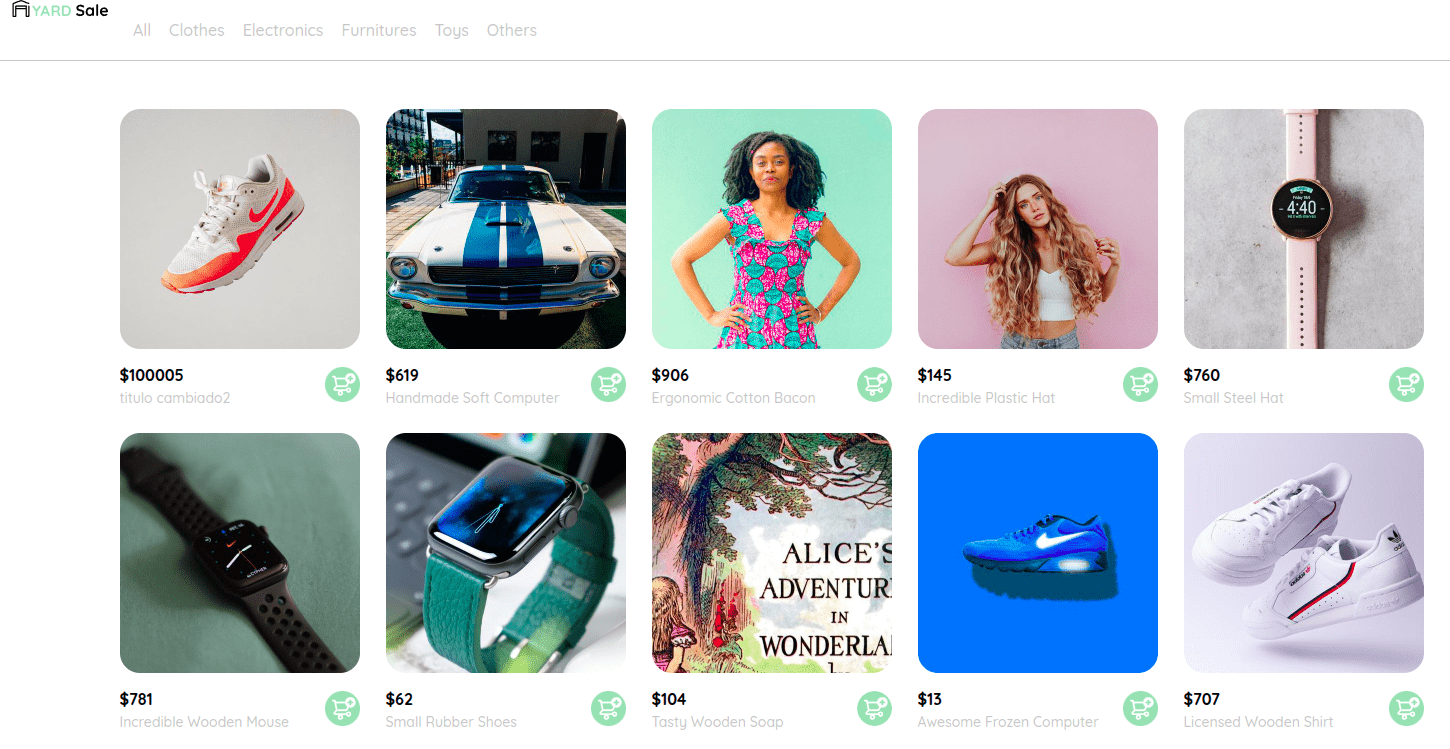 YARD Sale
All Clothes Electronics Furnitures Toys Others
4:40
$100005
titulo cambiado2
$619
Handmade Soft Computer
$906
Ergonomic Cotton Bacon
$145
Incredible Plastic Hat
$760
Small Steel Hat
ALICE'S
ADVENTUR
IN
WONDERLA
adidas
$781
Incredible Wooden Mouse
$62
Small Rubber Shoes
$104
Tasty Wooden Soap
$13
Awesome Frozen Computer
$707
Licensed Wooden Shirt